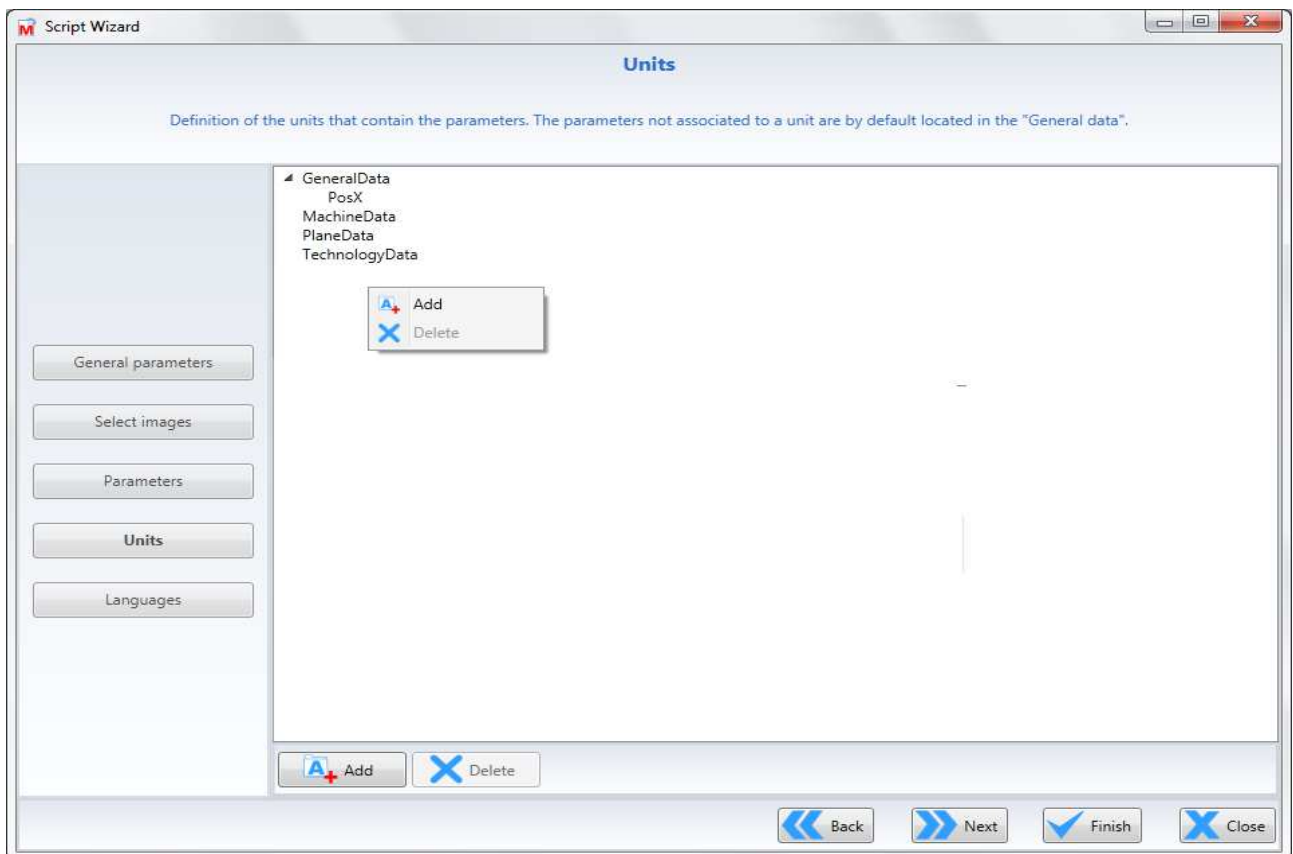 Script Wizard
Units
Definition of the units that contain the parameters. The parameters not associated to a unit are by default located in the "General data".
GeneralData
PosX
MachineData
PlaneData
TechnologyData
Add
Delete
General parameters
Select images
Parameters
Units
Languages
Add
Delete
Back
Next
Finish
Close